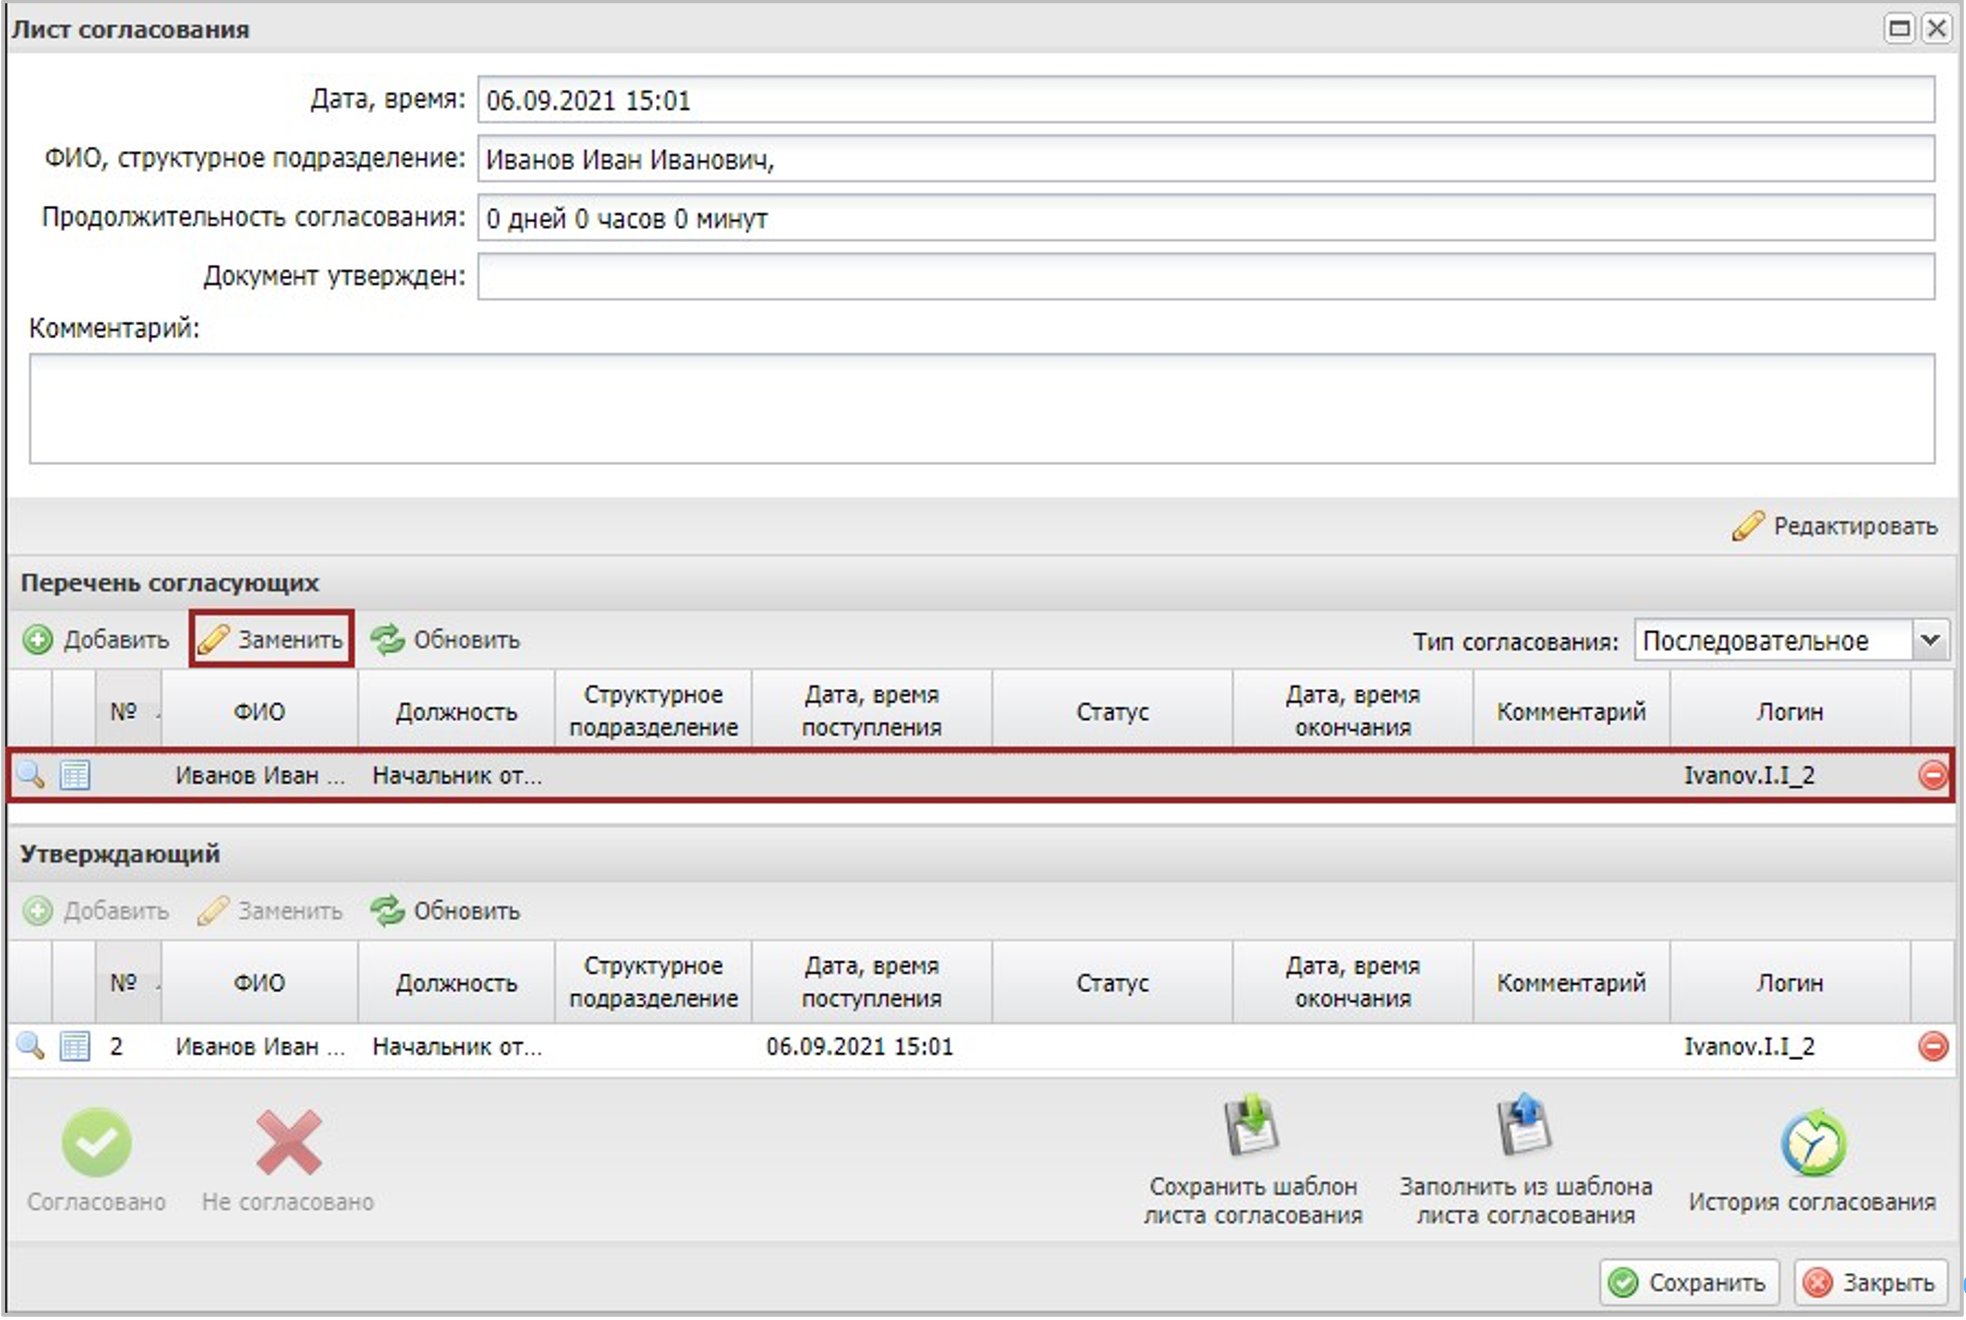 Лист согласования
Дата, время: 06.09.2021 15:01
ФИО, структурное подразделение: Иванов Иван Иванович,
Продолжительность согласования: 0 дней 0 часов 0 минут
Документ утвержден:
Комментарий:
Редактировать
Перечень согласующих
Добавить Заменить Обновить Тип согласования: Последовательное
№ ФИО Должность Структурное подразделение Дата, время поступления Статус Дата, время окончания Комментарий Логин
Иванов Иван ... Начальник от... Ivanov.I.I_2
Утверждающий
Добавить Заменить Обновить
№ ФИО Должность Структурное подразделение Дата, время поступления Статус Дата, время окончания Комментарий Логин
2 Иванов Иван ... Начальник от... 06.09.2021 15:01 Ivanov.I.I_2
Согласовано Не согласовано
Сохранить шаблон
листа согласования
Заполнить из шаблона
листа согласования
История согласования
Сохранить Закрыть